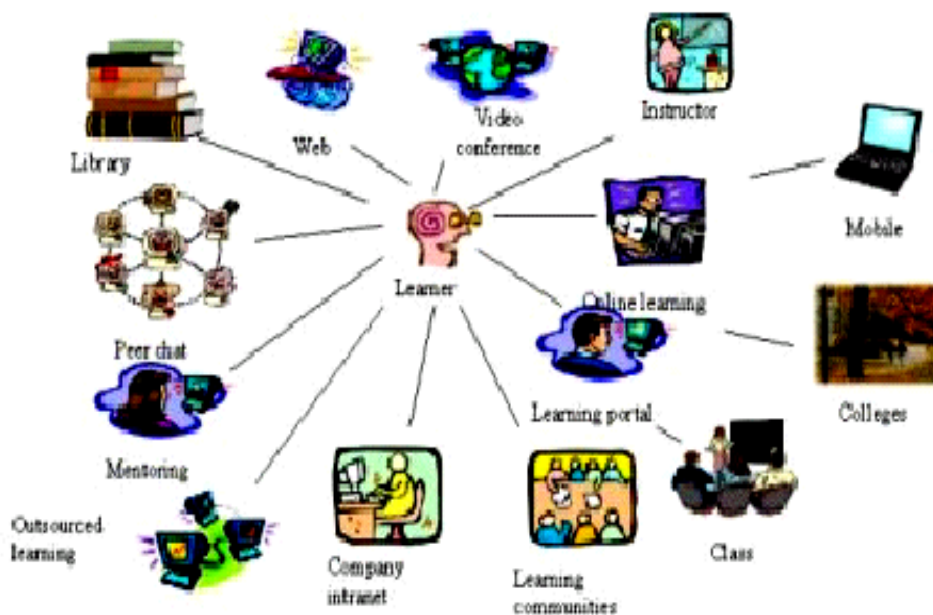 Library
Web
Video
conference
Instructor
Mobile
Learner
Online learning
Peer chat
Learning portal
Colleges
Mentoring
Outsourced
learning
Company
intranet
Learning
communities
Class